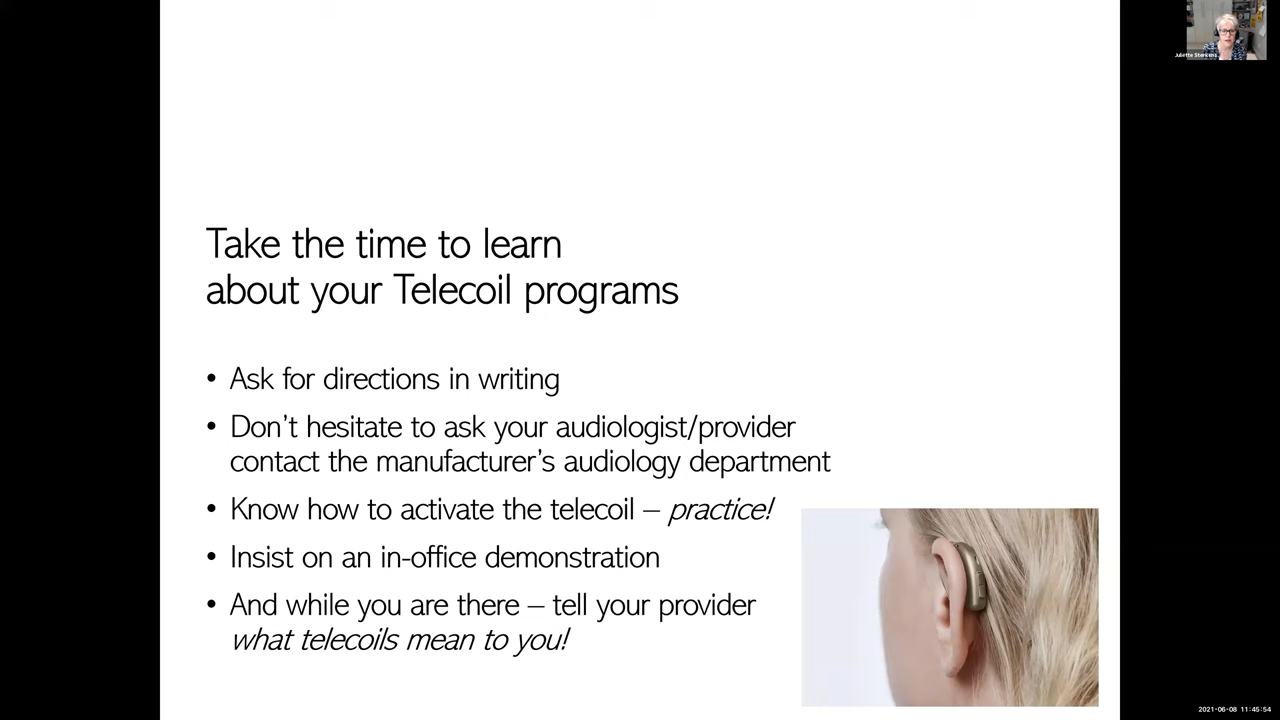 Juliette Sterkens
Take the time to learn
about your Telecoil programs
• Ask for directions in writing
• Don’t hesitate to ask your audiologist/provider
contact the manufacturer’s audiology department
• Know how to activate the telecoil – practice!
• Insist on an in-office demonstration
• And while you are there – tell your provider
what telecoils mean to you!
2021-06-08 11:45:54